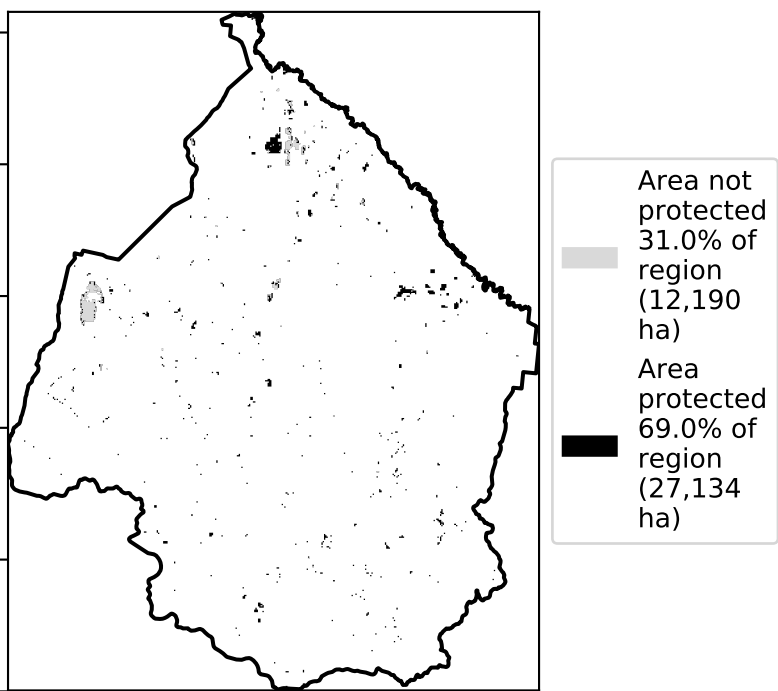 Area not
protected
31.0% of
region
(12,190
ha)
Area
protected
69.0% of
region
(27,134
ha)